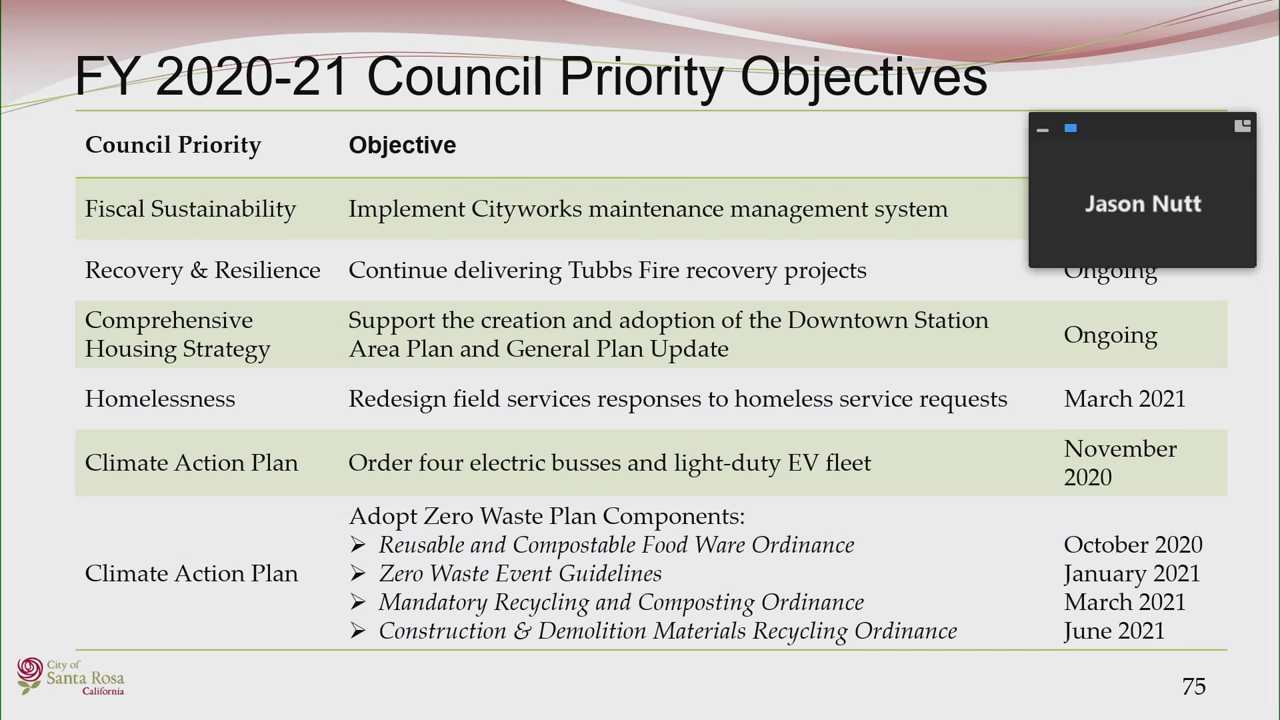 FY 2020-21 Council Priority Objectives
Council Priority Objective
Jason Nutt
Fiscal Sustainability Implement Cityworks maintenance management system
Recovery & Resilience Continue delivering Tubbs Fire recovery projects Ongoing
Comprehensive Housing Strategy Support the creation and adoption of the Downtown Station
Area Plan and General Plan Update Ongoing
Homelessness Redesign field services responses to homeless service requests March 2021
Climate Action Plan Order four electric busses and light-duty EV fleet November
2020
Adopt Zero Waste Plan Components:
Climate Action Plan
➢ Reusable and Compostable Food Ware Ordinance October 2020
➢ Zero Waste Event Guidelines January 2021
➢ Mandatory Recycling and Composting Ordinance March 2021
➢ Construction & Demolition Materials Recycling Ordinance June 2021
City of
Santa Rosa
California
75